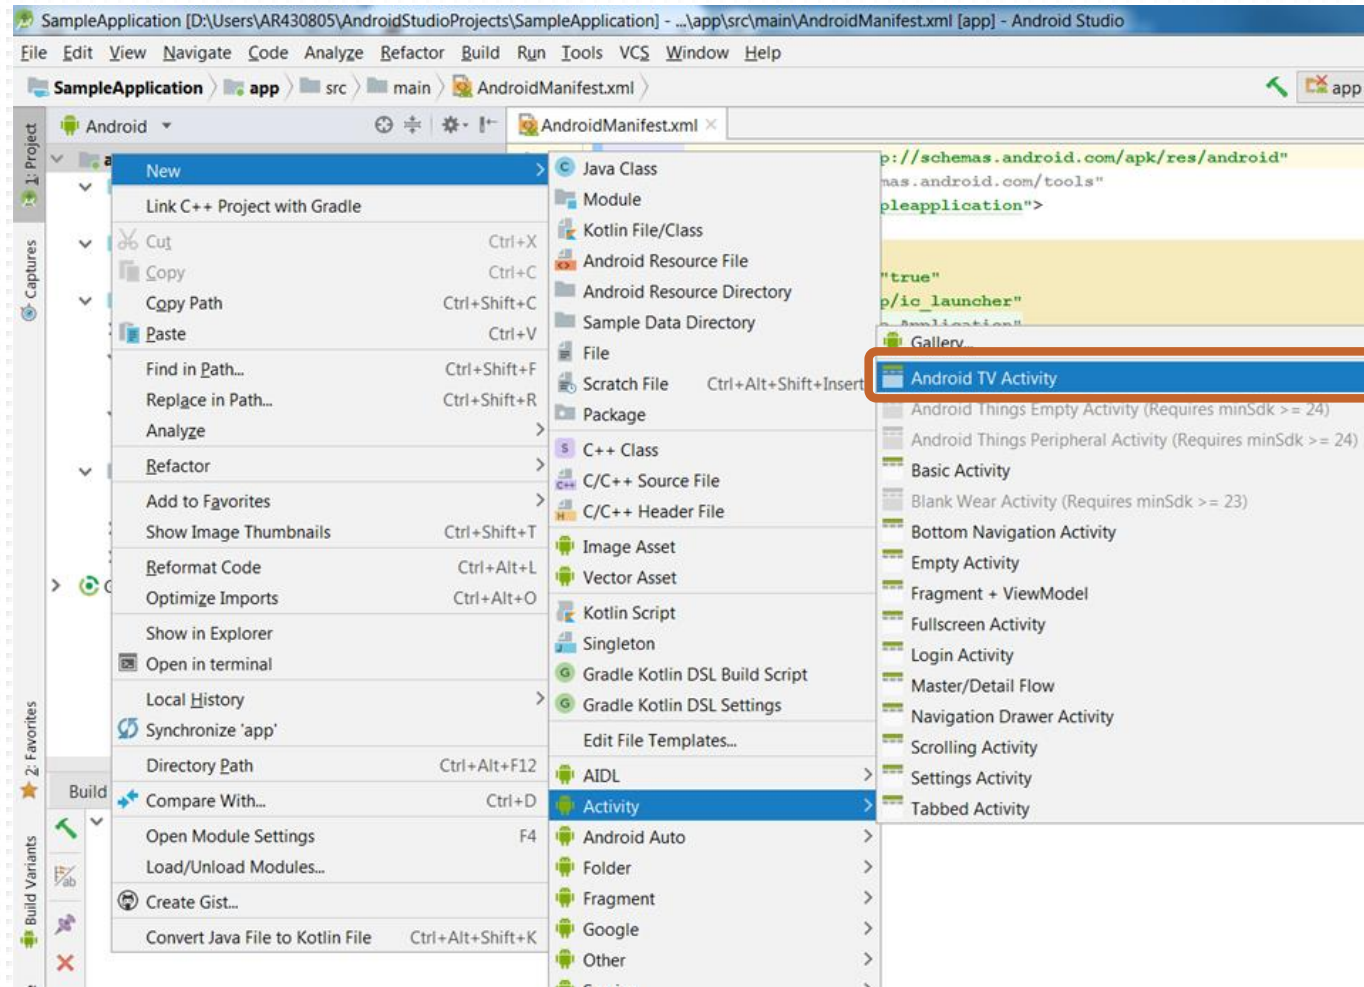 SampleApplication [D:\Users\AR430805\AndroidStudioProjects\SampleApplication] - ...\app\src\main\AndroidManifest.xml [app] - Android Studio
File Edit View Navigate Code Analyze Refactor Build Run Tools VCS Window Help
SampleApplication app src main AndroidManifest.xml app
1: Project
Captures
2: Favorites
Build Variants
Android
AndroidManifest.xml
p://schemas.android.com/apk/res/android"
mas.android.com/tools"
pleapplication">
"true"
p/ic_launcher"
Build
New
Link C++ Project with Gradle
Cut Ctrl+X
Copy Ctrl+C
Copy Path Ctrl+Shift+C
Paste Ctrl+V
Find in Path... Ctrl+Shift+F
Replace in Path... Ctrl+Shift+R
Analyze
Refactor
Add to Favorites
Show Image Thumbnails Ctrl+Shift+T
Reformat Code Ctrl+Alt+L
Optimize Imports Ctrl+Alt+O
Show in Explorer
Open in terminal
Local History
Synchronize 'app'
Directory Path Ctrl+Alt+F12
Compare With... Ctrl+D
Open Module Settings F4
Load/Unload Modules...
Create Gist...
Convert Java File to Kotlin File Ctrl+Alt+Shift+K
Java Class
Module
Kotlin File/Class
Android Resource File
Android Resource Directory
Sample Data Directory
File
Scratch File Ctrl+Alt+Shift+Insert
Package
C++ Class
C/C++ Source File
C/C++ Header File
Image Asset
Vector Asset
Kotlin Script
Singleton
Gradle Kotlin DSL Build Script
Gradle Kotlin DSL Settings
Edit File Templates...
AIDL
Activity
Android Auto
Folder
Fragment
Google
Other
Gallery...
Android TV Activity
Android Things Empty Activity (Requires minSdk >= 24)
Android Things Peripheral Activity (Requires minSdk >= 24)
Basic Activity
Blank Wear Activity (Requires minSdk >= 23)
Bottom Navigation Activity
Empty Activity
Fragment + ViewModel
Fullscreen Activity
Login Activity
Master/Detail Flow
Navigation Drawer Activity
Scrolling Activity
Settings Activity
Tabbed Activity